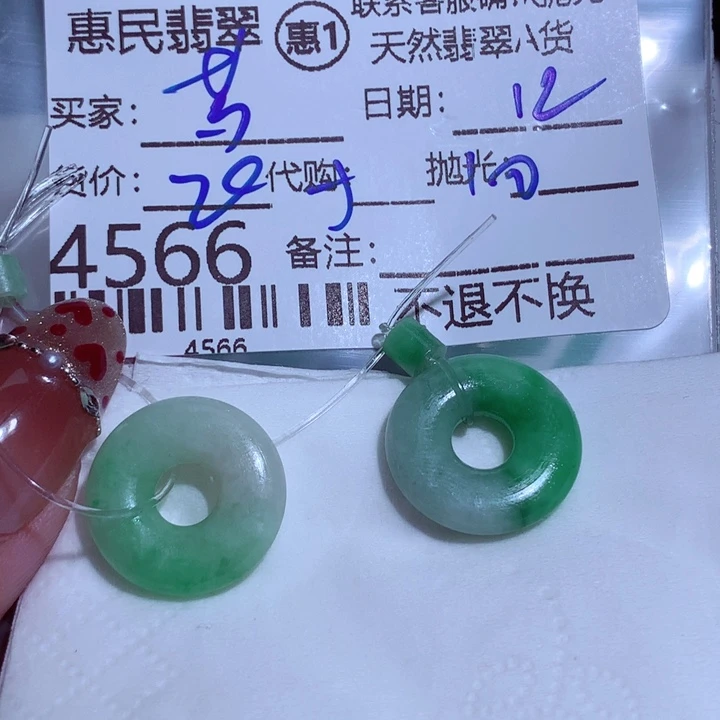 惠民翡翠 惠1
天然翡翠A货
买家: 日期: 12
货价: 20 代购 抛光
4566 备注:
不退不换
4566